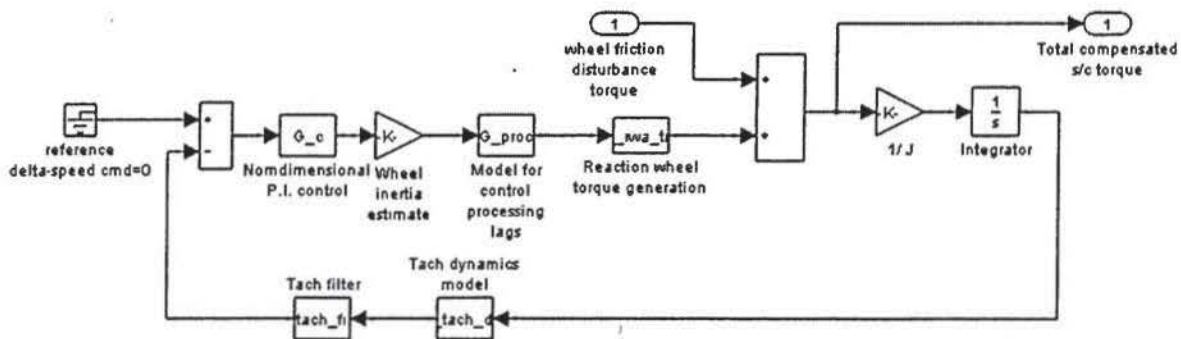 1
wheel friction
disturbance
torque
1
Total compensated
s/c torque
+
+
+
-
reference
delta-speed cmd=0
G_c
Nomdimensional
P.I. control
-K-
Wheel
inertia
estimate
G_proc
Model for
control
processing
lags
_rwa_t
Reaction wheel
torque generation
-K-
1/J
1
s
Integrator
Tach filter
tach_fi
Tach dynamics
model
_tach_d